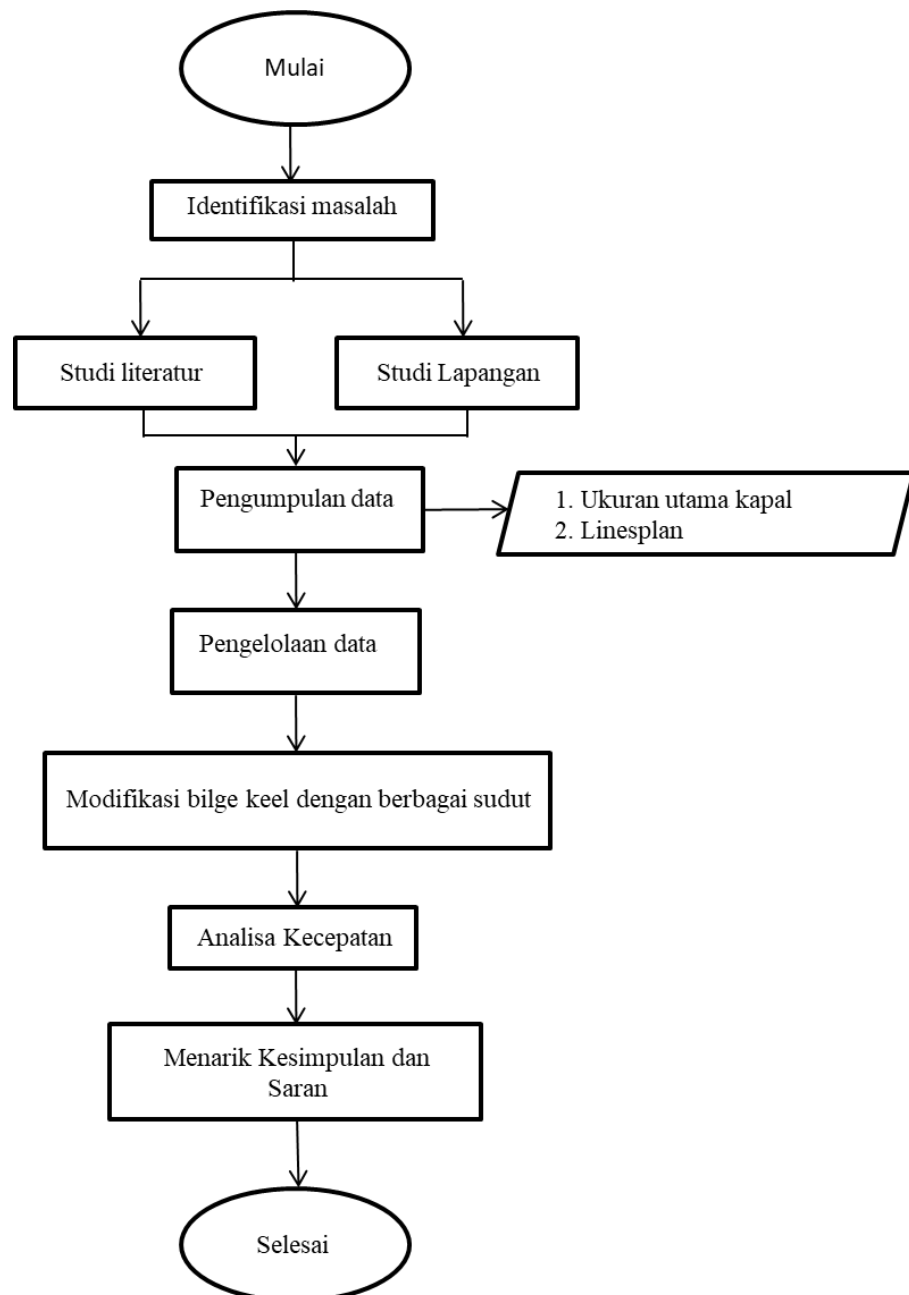 Mulai
Identifikasi masalah
Studi literatur
Studi Lapangan
Pengumpulan data
1. Ukuran utama kapal
2. Linesplan
Pengelolaan data
Modifikasi bilge keel dengan berbagai sudut
Analisa Kecepatan
Menarik Kesimpulan dan
Saran
Selesai